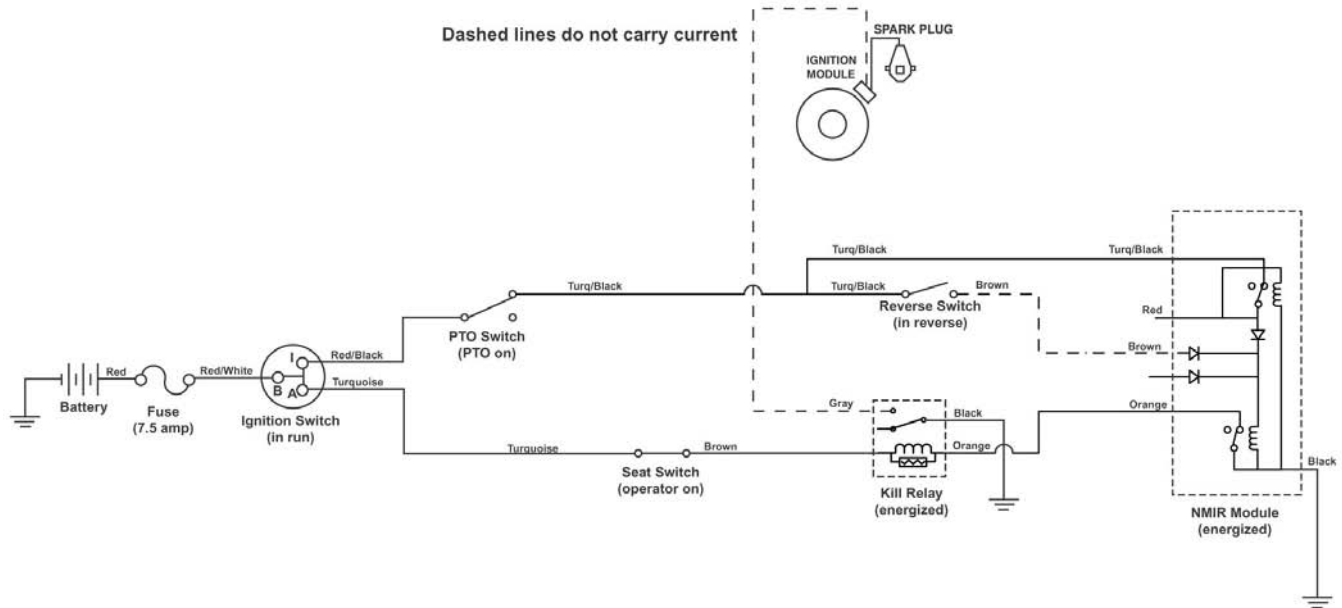 Dashed lines do not carry current
SPARK PLUG
IGNITION
MODULE
Turq/Black
Turq/Black
Turq/Black
Turq/Black
Brown
Reverse Switch
(in reverse)
Red
PTO Switch
(PTO on)
Brown
Red/Black
I
B
A
Turquoise
Red
Red/White
Battery
Fuse
(7.5 amp)
Ignition Switch
(in run)
Gray
Black
Orange
Turquoise
Brown
Orange
Seat Switch
(operator on)
Kill Relay
(energized)
Black
NMIR Module
(energized)